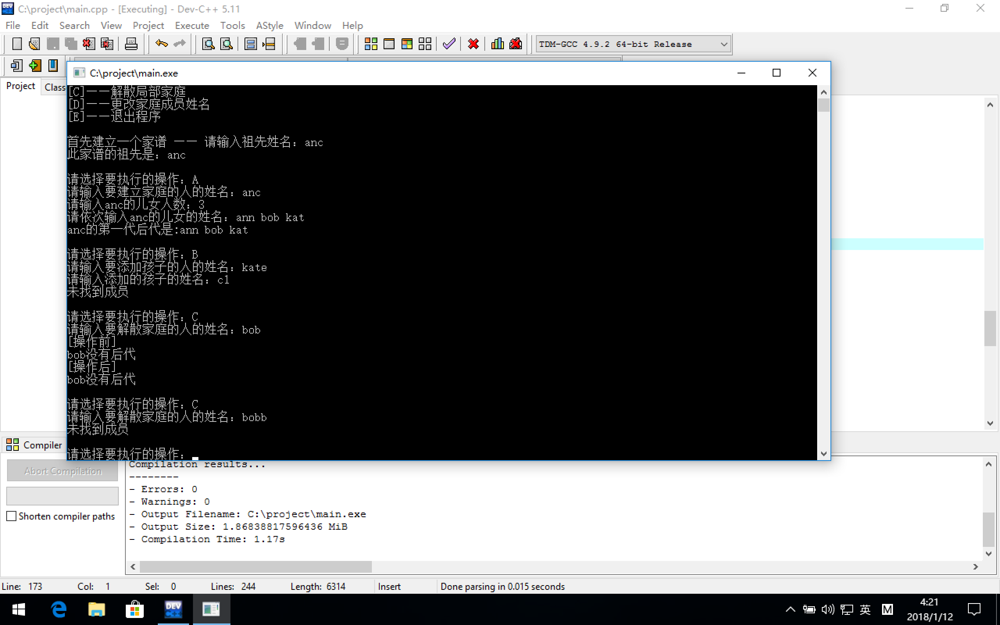 C:\project\main.cpp - [Executing] - Dev-C++ 5.11
File Edit Search View Project Execute Tools AStyle Window Help
TDM-GCC 4.9.2 64-bit Release
C:\project\main.exe
Project Class
[C]——解散局部家庭
[D]——更改家庭成员姓名
[E]——退出程序
首先建立一个家谱 —— 请输入祖先姓名：anc
此家谱的祖先是：anc
请选择要执行的操作：A
请输入要建立家庭的人的姓名：anc
请输入anc的儿女人数：3
请依次输入anc的儿女的姓名：ann bob kat
anc的第一代后代是:ann bob kat
请选择要执行的操作：B
请输入要添加孩子的人的姓名：kate
请输入添加的孩子的姓名：cl
未找到成员
请选择要执行的操作：C
请输入要解散家庭的人的姓名：bob
[操作前]
bob没有后代
[操作后]
bob没有后代
请选择要执行的操作：C
请输入要解散家庭的人的姓名：bobb
未找到成员
请选择要执行的操作：
Compiler
Abort Compilation
Shorten compiler paths
Compilation results...
--------
- Errors: 0
- Warnings: 0
- Output Filename: C:\project\main.exe
- Output Size: 1.86838817596436 MiB
- Compilation Time: 1.17s
Line: 173 Col: 1 Sel: 0 Lines: 244 Length: 6314 Insert Done parsing in 0.015 seconds
DEV C++
英 M
4:21
2018/1/12